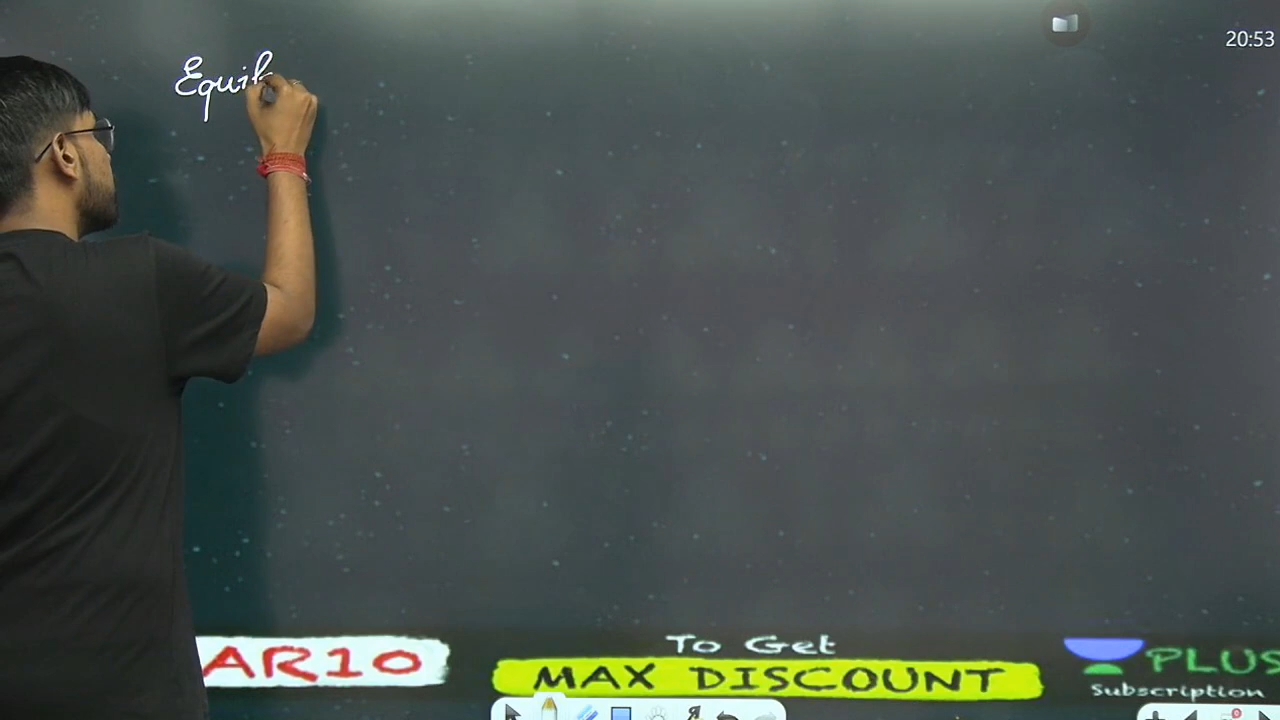 Equil
20:53
AR10
To Get
MAX DISCOUNT
PLUS
Subscription